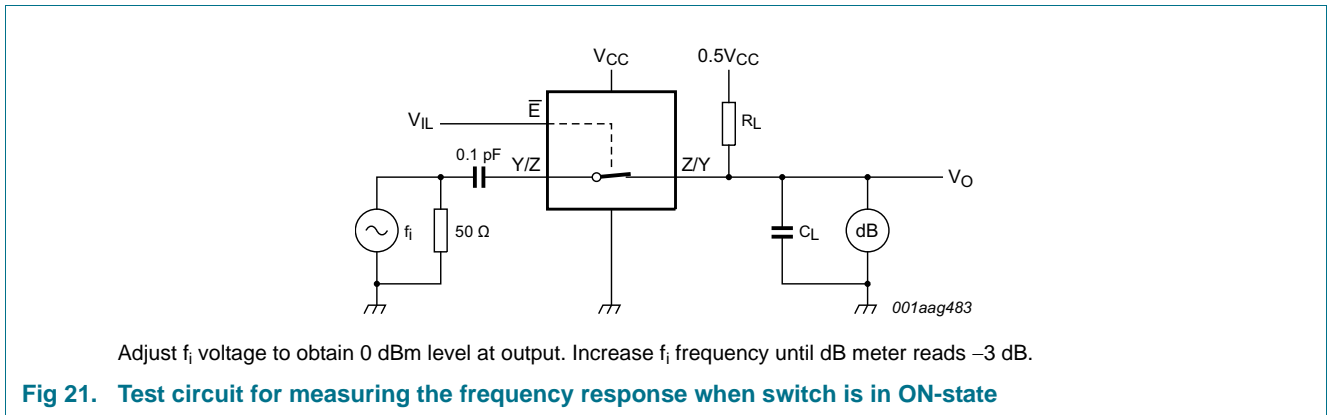 VCC
0.5VCC
E̅
RL
VIL
0.1 pF
Y/Z
Z/Y
VO
fi
50 Ω
CL
dB
001aag483
Adjust fi voltage to obtain 0 dBm level at output. Increase fi frequency until dB meter reads −3 dB.
Fig 21. Test circuit for measuring the frequency response when switch is in ON-state